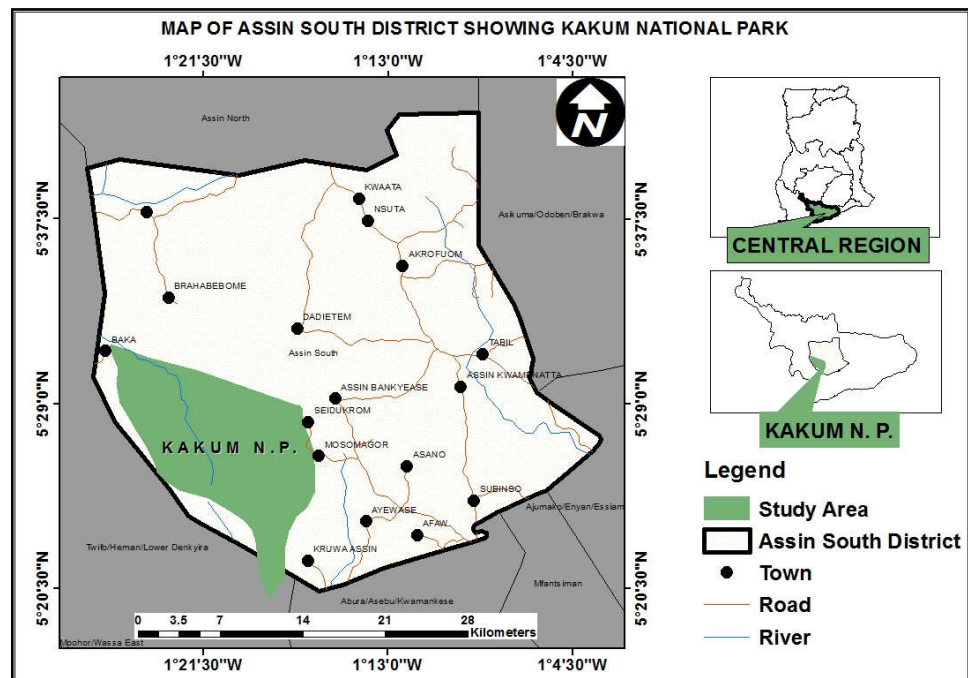 MAP OF ASSIN SOUTH DISTRICT SHOWING KAKUM NATIONAL PARK
1°21'30"W
1°13'0"W
1°4'30"W
5°37'30"N
5°29'0"N
5°20'30"N
5°37'30"N
5°29'0"N
5°20'30"N
N
Assin North
KWAATA
NSUTA
Asikuma/Odoben/Brakwa
AKROFUOM
BRAHABEBOME
DADIETEM
BAKA
Assin South
TABIL
ASSIN KWAMENATTA
ASSIN BANKYEASE
SEIDUKROM
KAKUM N.P.
MOSOMAGOR
ASANO
SUBINSO
Ajumako/Enyan/Essiam
AYEWASE
AFAW
Twifo/Heman/Lower Denkyira
KRUWA ASSIN
Mfantsiman
Abura/Asebu/Kwamankese
0 3.5 7 14 21 28
Kilometers
Mpohor/Wassa East
1°21'30"W
1°13'0"W
1°4'30"W
CENTRAL REGION
KAKUM N. P.
Legend
Study Area
Assin South District
Town
Road
River